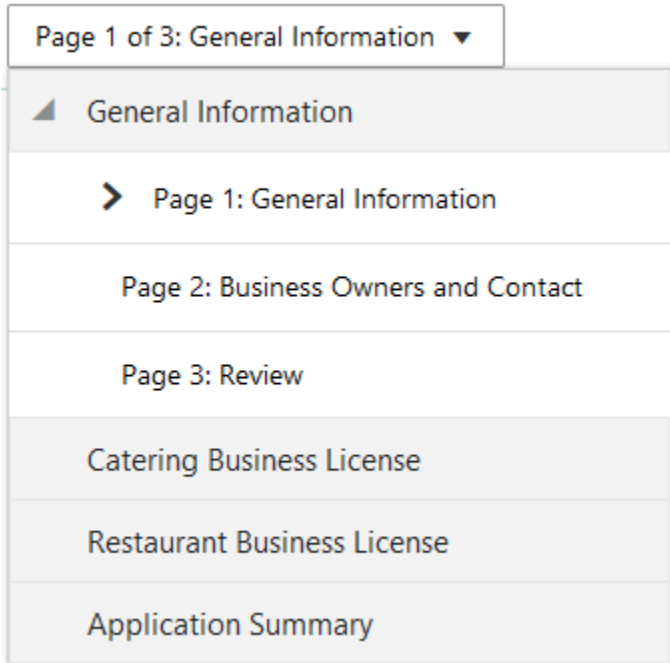 Page 1 of 3: General Information
General Information
Page 1: General Information
Page 2: Business Owners and Contact
Page 3: Review
Catering Business License
Restaurant Business License
Application Summary